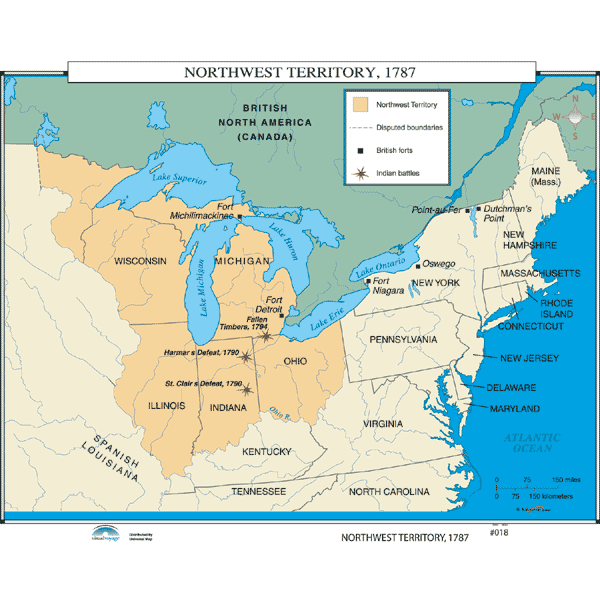 NORTHWEST TERRITORY, 1787
BRITISH
NORTH AMERICA
(CANADA)
Northwest Territory
Disputed boundaries
British forts
Indian battles
N
W
E
S
Lake Superior
Fort
Michilimackinac
Lake Huron
Lake Michigan
WISCONSIN
MICHIGAN
MAINE
(Mass.)
Point-au-Fer
Dutchman's
Point
NEW
HAMPSHIRE
Lake Ontario
Oswego
MASSACHUSETTS
Fort
Niagara
NEW YORK
RHODE
ISLAND
CONNECTICUT
Fort
Detroit
Lake Erie
Fallen
Timbers, 1794
PENNSYLVANIA
Harmar's Defeat, 1790
OHIO
NEW JERSEY
St. Clair's Defeat, 1790
DELAWARE
MARYLAND
ILLINOIS
INDIANA
Ohio R.
VIRGINIA
SPANISH
LOUISIANA
KENTUCKY
ATLANTIC
OCEAN
TENNESSEE
NORTH CAROLINA
0 75 150 miles
0 75 150 kilometers
Distributed by
Universal Map
NORTHWEST TERRITORY, 1787
#018